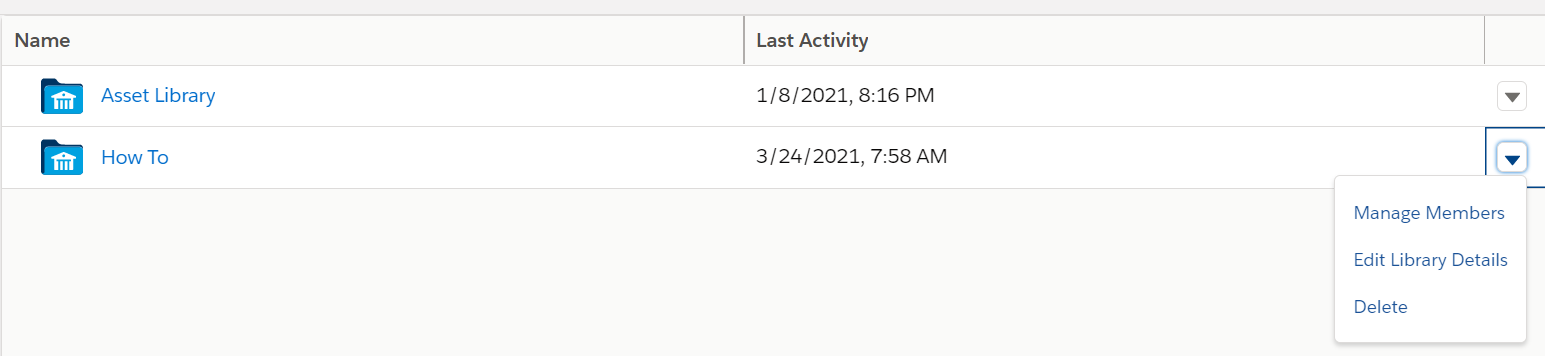 Name Last Activity
Asset Library 1/8/2021, 8:16 PM
How To 3/24/2021, 7:58 AM
Manage Members
Edit Library Details
Delete